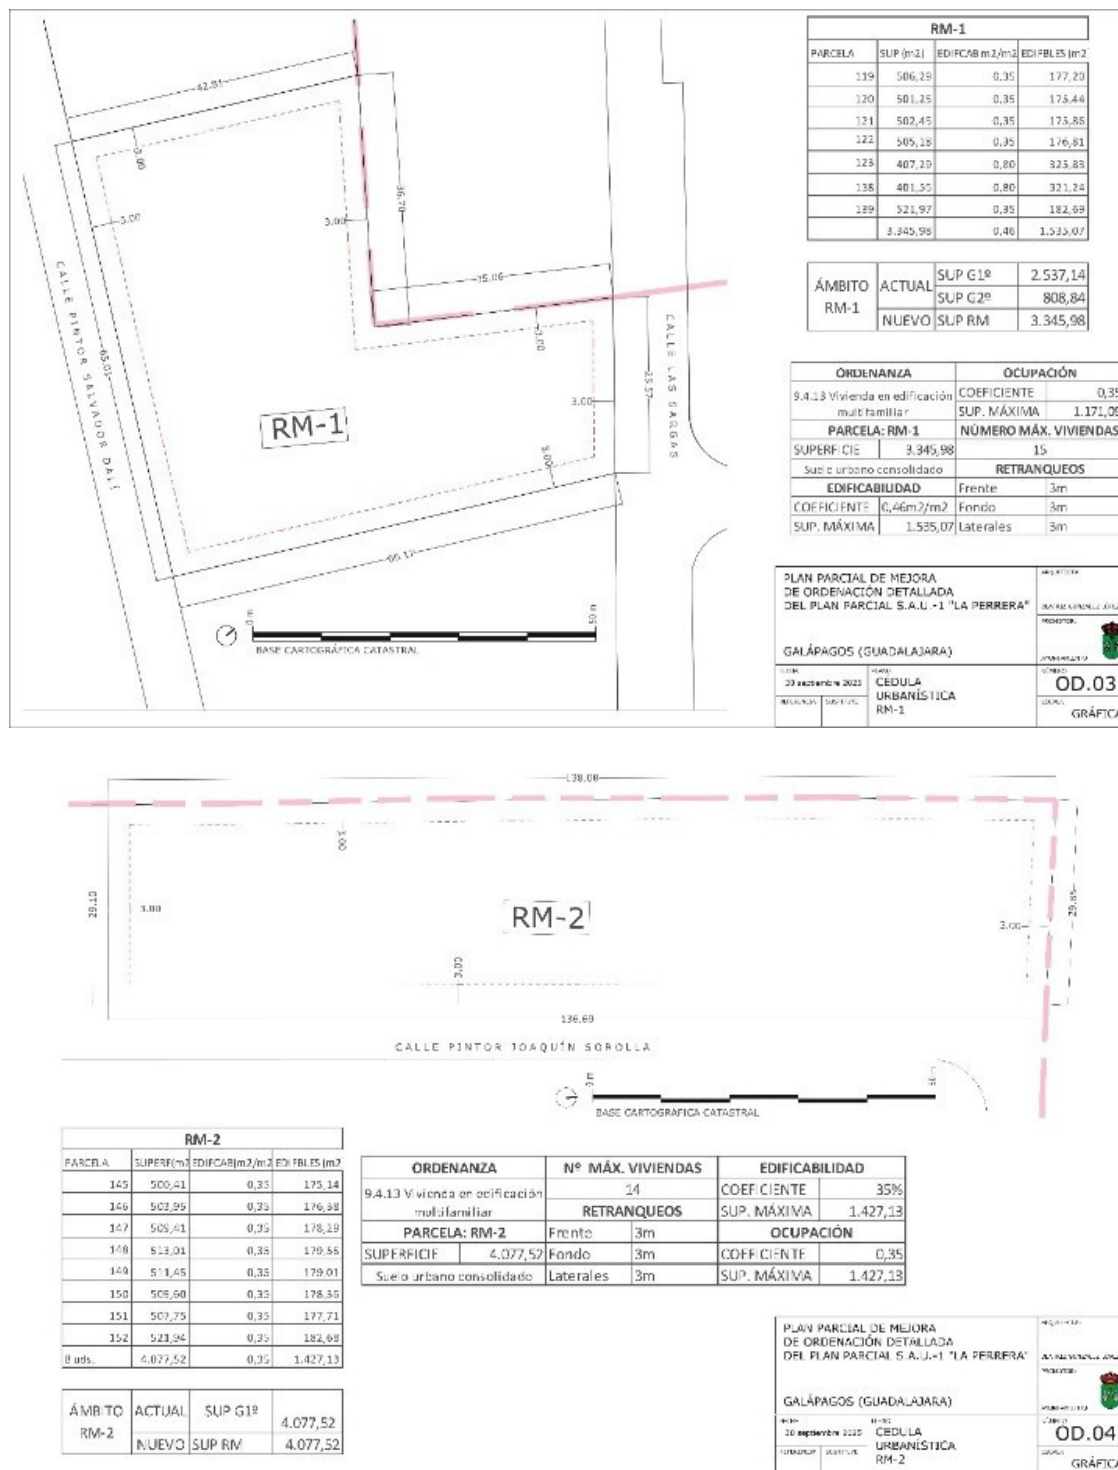 42.91
3.00
36.70
3.00
3.00
35.06
3.00
25.57
3.00
3.00
65.01
CALLE PINTOR SALVADOR DALÍ
CALLE LAS SARGAS
RM-1
0 m
50 m
BASE CARTOGRÁFICA CATASTRAL
RM-1
PARCELA SUP (m2) EDIFCAB m2/m2 EDIFBLES (m2
119 506,29 0,35 177,20
120 501,25 0,35 175,44
121 502,45 0,35 175,86
122 505,18 0,35 176,81
123 407,29 0,80 325,83
138 401,55 0,80 321,24
139 521,97 0,35 182,69
3.345,98 0,46 1.535,07
ÁMBITO RM-1 ACTUAL SUP G1º 2.537,14
SUP G2º 808,84
NUEVO SUP RM 3.345,98
ORDENANZA OCUPACIÓN
9.4.13 Vivienda en edificación multifamiliar COEFICIENTE 0,35
SUP. MÁXIMA 1.171,09
PARCELA: RM-1 NÚMERO MÁX. VIVIENDAS
SUPERFICIE 3.345,98 15
Suelo urbano consolidado RETRANQUEOS
EDIFICABILIDAD Frente 3m
COEFICIENTE 0,46m2/m2 Fondo 3m
SUP. MÁXIMA 1.535,07 Laterales 3m
PLAN PARCIAL DE MEJORA
DE ORDENACIÓN DETALLADA
DEL PLAN PARCIAL S.A.U.-1 "LA PERRERA"
GALÁPAGOS (GUADALAJARA)
30 septiembre 2025
CEDULA
URBANÍSTICA
RM-1
OD.03
GRÁFICA
138.08
3.00
29.10
3.00
RM-2
3.00
29.85
3.00
136.69
CALLE PINTOR JOAQUÍN SOROLLA
0 m
50 m
BASE CARTOGRÁFICA CATASTRAL
RM-2
PARCELA SUPERF(m2 EDIFCAB(m2/m2 EDIFBLES (m2
145 500,41 0,35 175,14
146 503,95 0,35 176,38
147 509,41 0,35 178,29
148 513,01 0,35 179,55
149 511,45 0,35 179,01
150 509,60 0,35 178,36
151 507,75 0,35 177,71
152 521,94 0,35 182,68
8 uds. 4.077,52 0,35 1.427,13
ÁMBITO RM-2 ACTUAL SUP G1º 4.077,52
NUEVO SUP RM 4.077,52
ORDENANZA Nº MÁX. VIVIENDAS EDIFICABILIDAD
9.4.13 Vivienda en edificación multifamiliar 14 COEFICIENTE 35%
RETRANQUEOS SUP. MÁXIMA 1.427,13
PARCELA: RM-2 Frente 3m OCUPACIÓN
SUPERFICIE 4.077,52 Fondo 3m COEFICIENTE 0,35
Suelo urbano consolidado Laterales 3m SUP. MÁXIMA 1.427,13
PLAN PARCIAL DE MEJORA
DE ORDENACIÓN DETALLADA
DEL PLAN PARCIAL S.A.U.-1 "LA PERRERA"
GALÁPAGOS (GUADALAJARA)
30 septiembre 2025
CEDULA
URBANÍSTICA
RM-2
OD.04
GRÁFICA